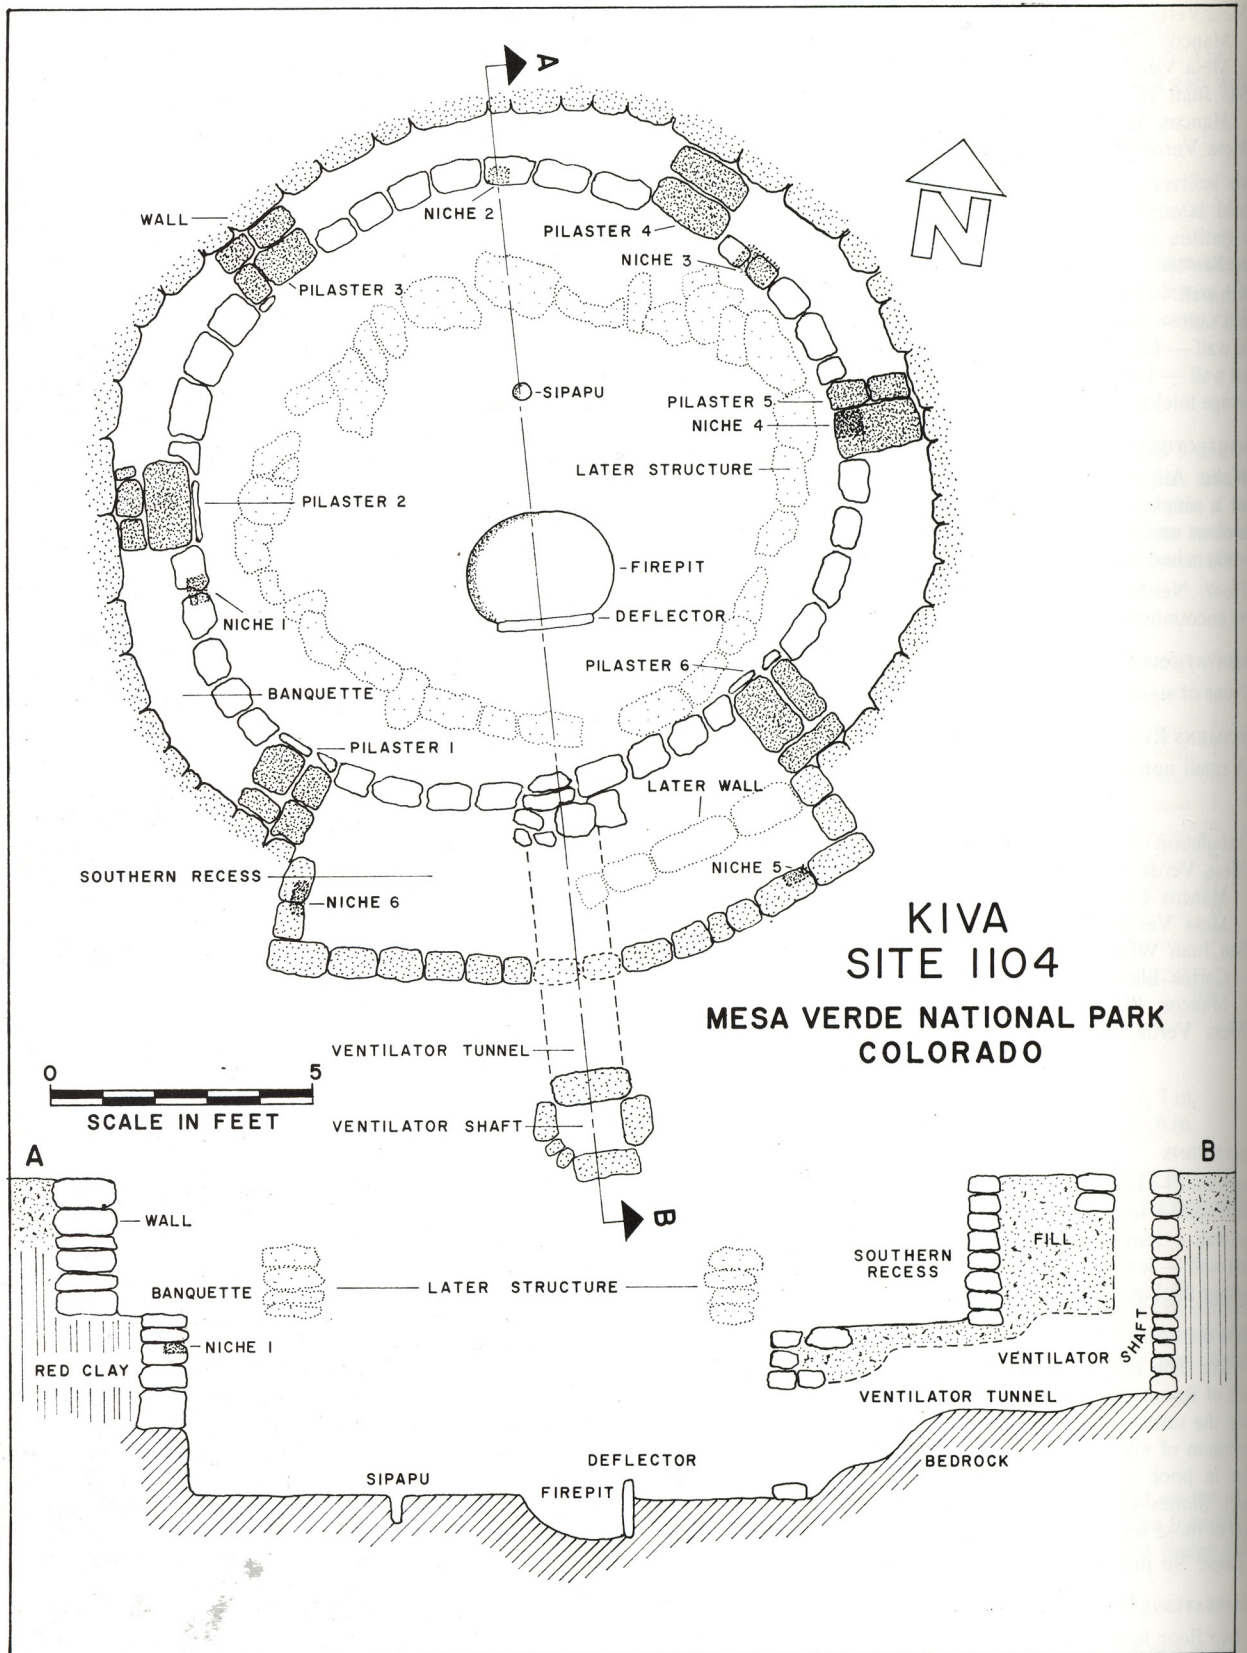 A
N
WALL
NICHE 2
PILASTER 4
NICHE 3
PILASTER 3
SIPAPU
PILASTER 5
NICHE 4
LATER STRUCTURE
PILASTER 2
FIREPIT
DEFLECTOR
NICHE 1
PILASTER 6
BANQUETTE
PILASTER 1
LATER WALL
NICHE 5
SOUTHERN RECESS
NICHE 6
KIVA
SITE 1104
MESA VERDE NATIONAL PARK
COLORADO
VENTILATOR TUNNEL
0 5
SCALE IN FEET
VENTILATOR SHAFT
B
A
B
WALL
BANQUETTE
LATER STRUCTURE
SOUTHERN
RECESS
FILL
NICHE 1
RED CLAY
VENTILATOR SHAFT
VENTILATOR TUNNEL
DEFLECTOR
BEDROCK
SIPAPU
FIREPIT